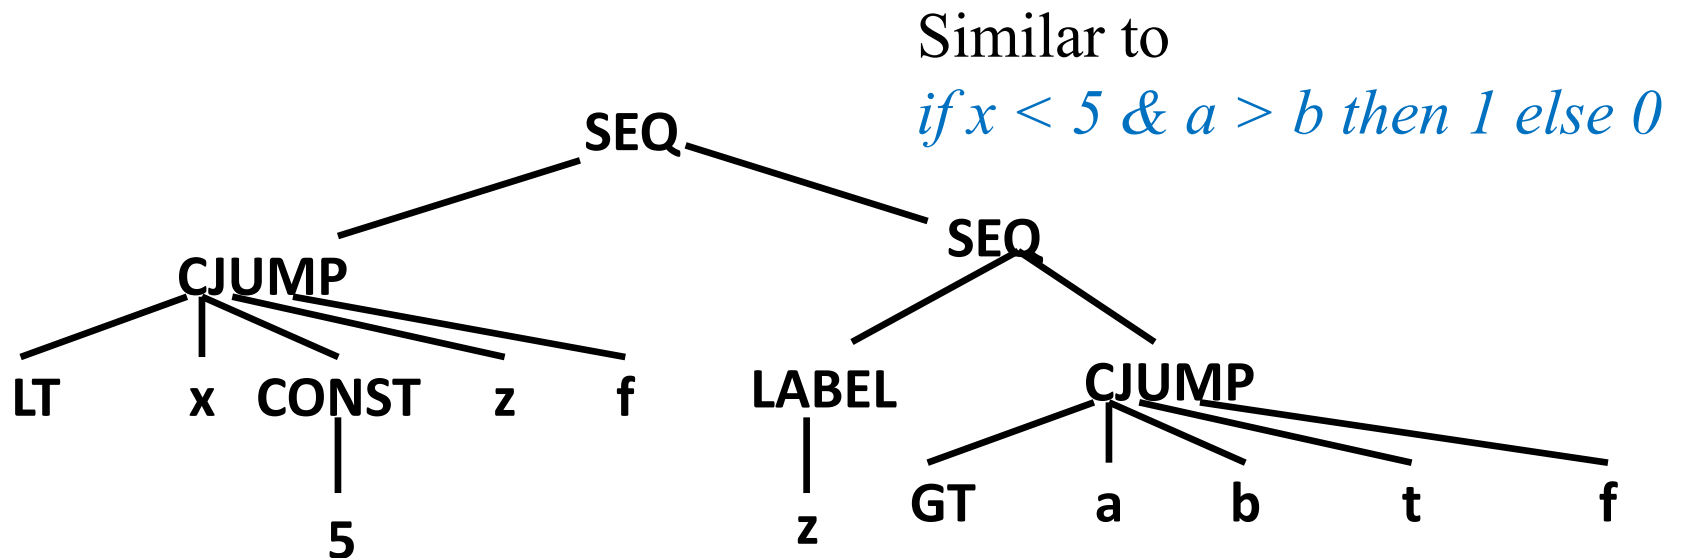 Similar to
if x < 5 & a > b then 1 else 0
SEQ
SEQ
CJUMP
LT x CONST z f
LABEL
CJUMP
GT a b t f
5
z